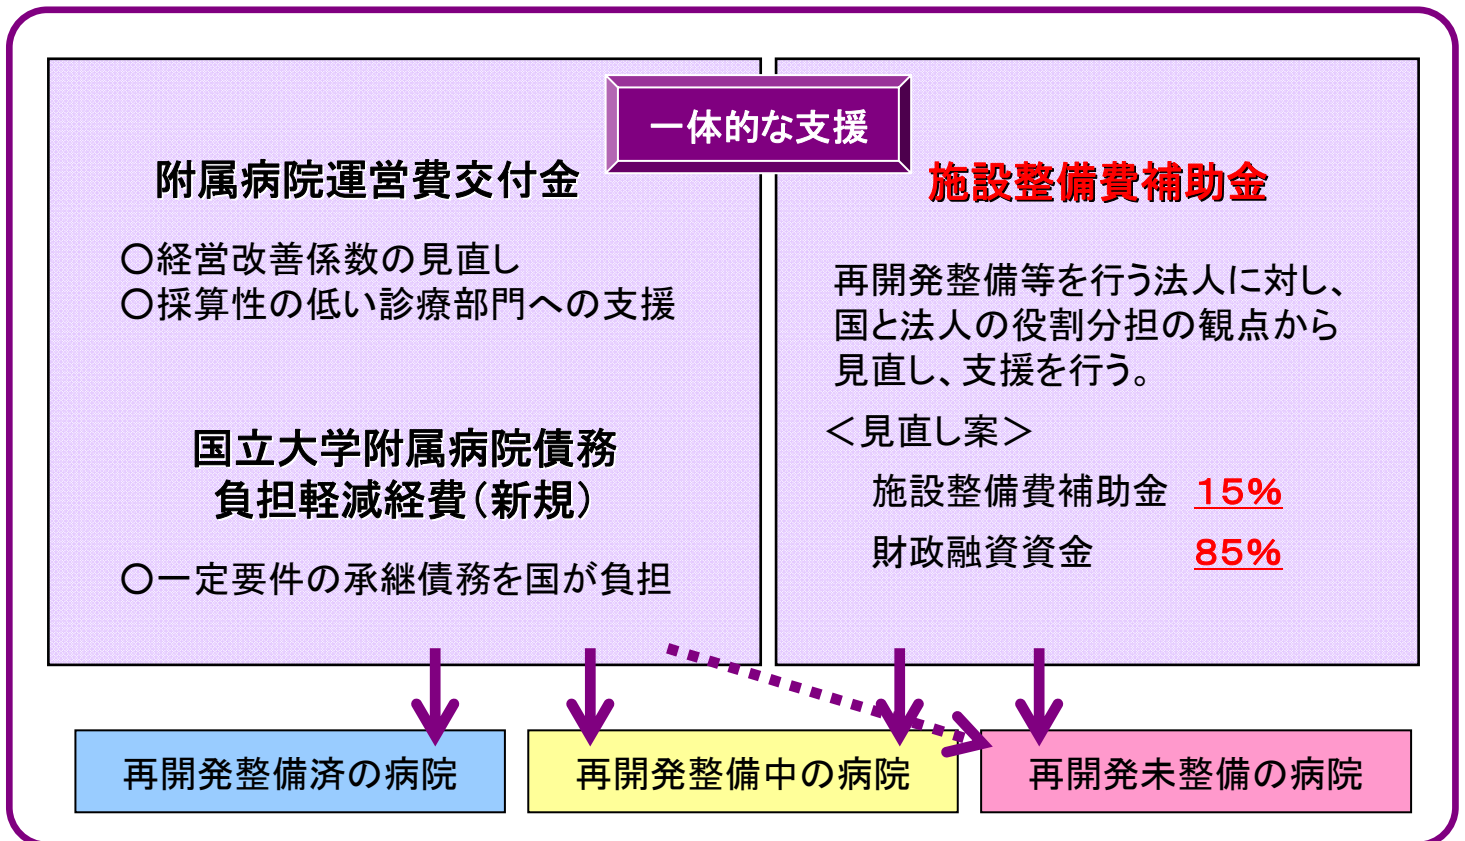 一体的な支援
附属病院運営費交付金
○経営改善係数の見直し
○採算性の低い診療部門への支援
国立大学附属病院債務
負担軽減経費（新規）
○一定要件の承継債務を国が負担
施設整備費補助金
再開発整備等を行う法人に対し、
国と法人の役割分担の観点から
見直し、支援を行う。
＜見直し案＞
施設整備費補助金　１５％
財政融資資金　８５％
再開発整備済の病院
再開発整備中の病院
再開発未整備の病院